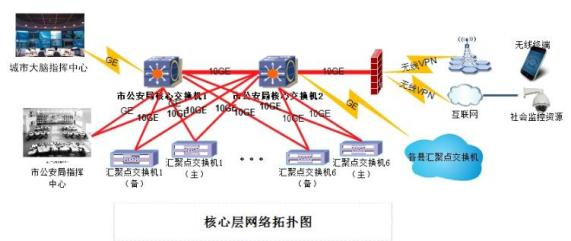 城市大脑指挥中心
GE
10GE
10GE
市公安局核心交换机1
市公安局核心交换机2
无线VPN
无线VPN
无线终端
互联网
社会监控资源
10GE
10GE
GE
GE
10GE
10GE
GE
10GE
10GE
10GE
10GE
市公安局指挥中心
汇聚点交换机1
(备)
汇聚点交换机1
(主)
汇聚点交换机6
(备)
汇聚点交换机6
(主)
各县汇聚点交换机
核心层网络拓扑图